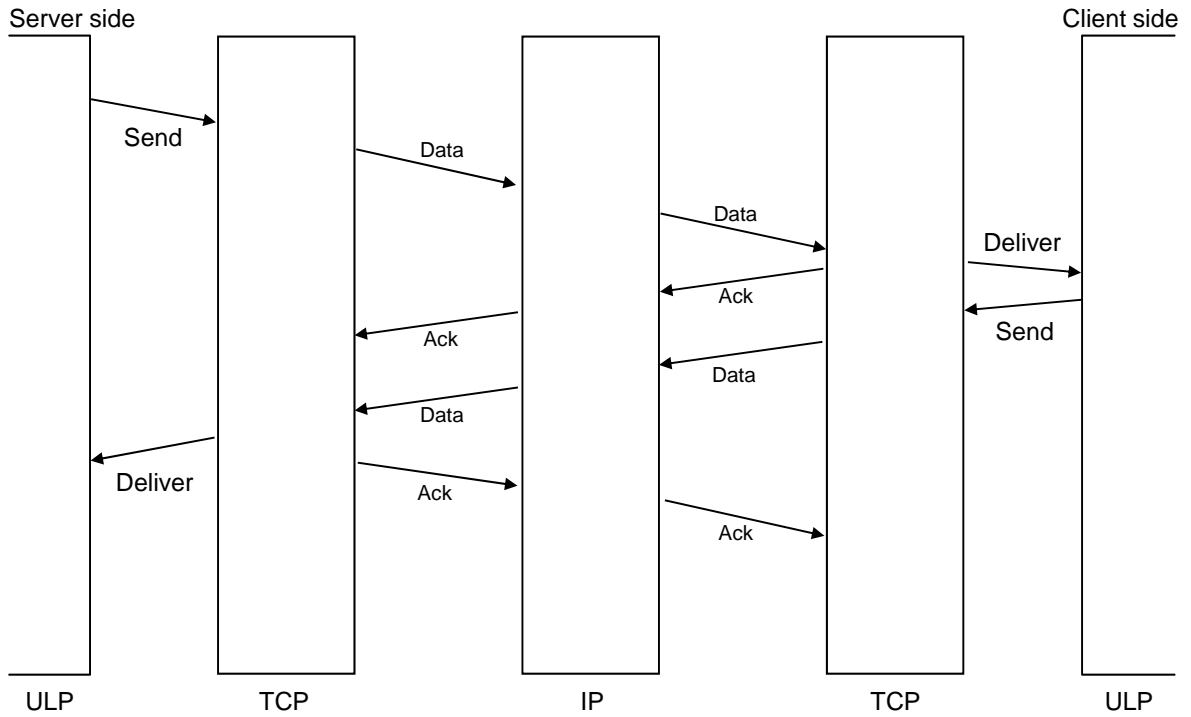 Server side
Client side
Send
Data
Data
Deliver
Ack
Send
Ack
Data
Data
Deliver
Ack
Ack
ULP
TCP
IP
TCP
ULP